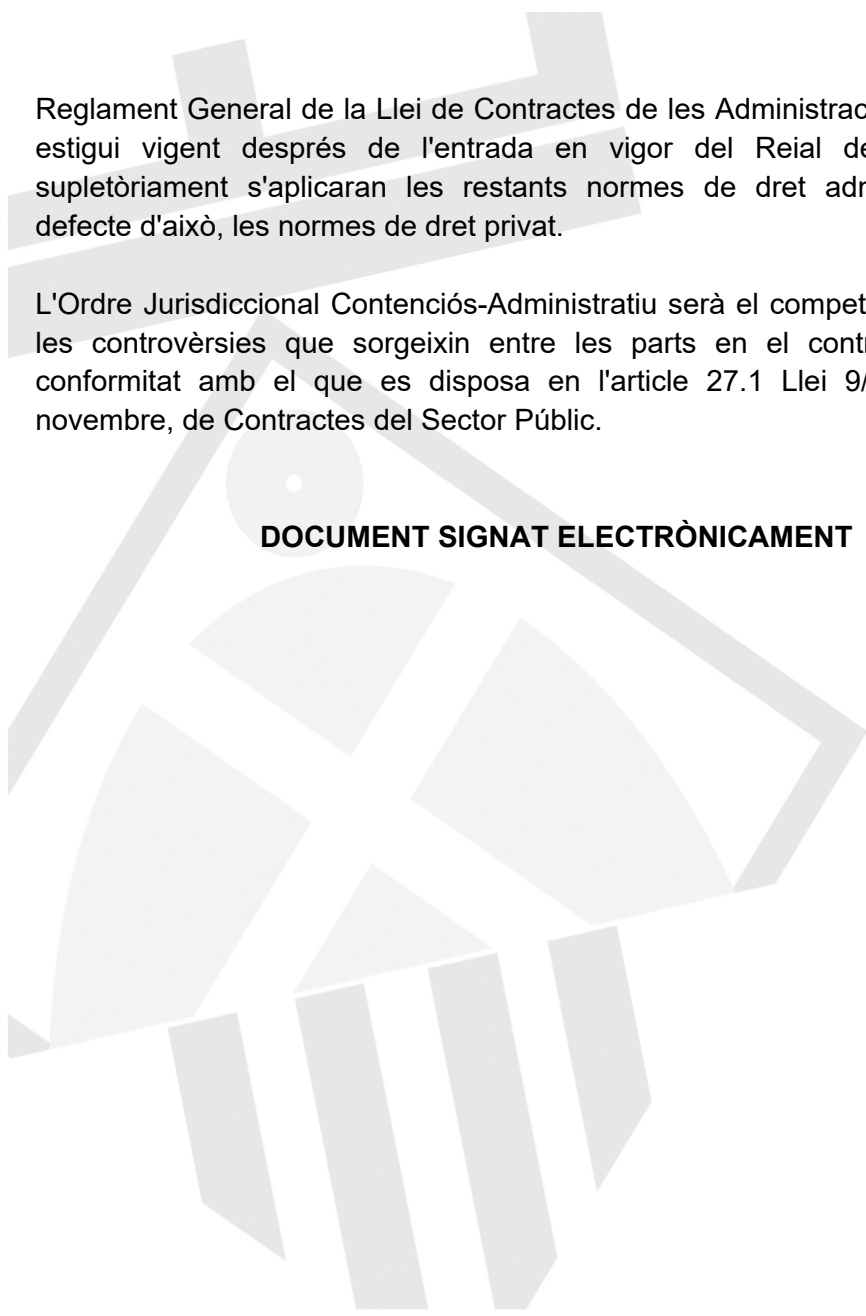 Reglament General de la Llei de Contractes de les Administrac
estigui vigent després de l'entrada en vigor del Reial de
supletòriament s'aplicaran les restants normes de dret adr
defecte d'això, les normes de dret privat.
L'Ordre Jurisdiccional Contenciós-Administratiu serà el compet
les controvèrsies que sorgeixin entre les parts en el contr
conformitat amb el que es disposa en l'article 27.1 Llei 9/
novembre, de Contractes del Sector Públic.
DOCUMENT SIGNAT ELECTRÒNICAMENT